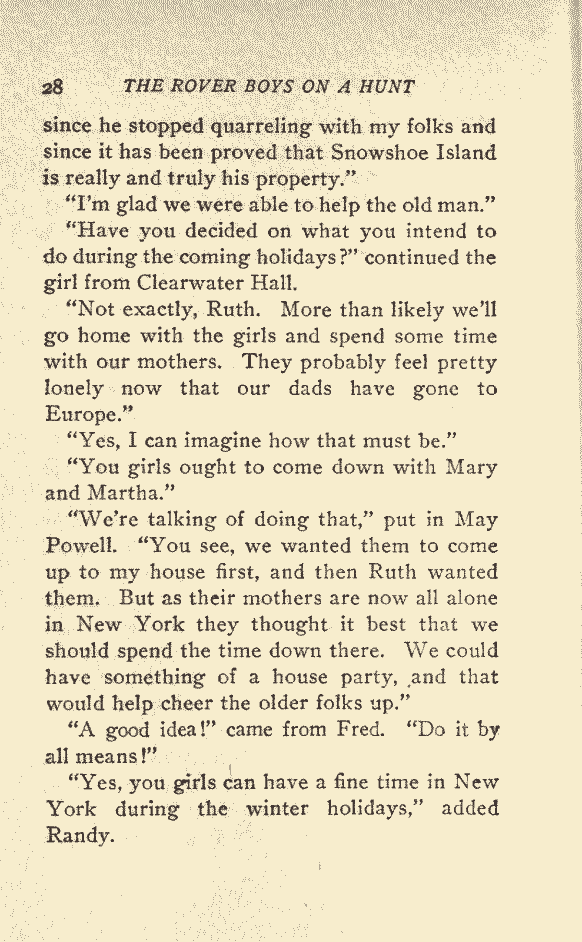 28 THE ROVER BOYS ON A HUNT
since he stopped quarreling with my folks and
since it has been proved that Snowshoe Island
is really and truly his property."
"I'm glad we were able to help the old man."
"Have you decided on what you intend to
do during the coming holidays?" continued the
girl from Clearwater Hall.
"Not exactly, Ruth. More than likely we'll
go home with the girls and spend some time
with our mothers. They probably feel pretty
lonely now that our dads have gone to
Europe."
"Yes, I can imagine how that must be."
"You girls ought to come down with Mary
and Martha."
"We're talking of doing that," put in May
Powell. "You see, we wanted them to come
up to my house first, and then Ruth wanted
them. But as their mothers are now all alone
in New York they thought it best that we
should spend the time down there. We could
have something of a house party, and that
would help cheer the older folks up."
"A good idea!" came from Fred. "Do it by
all means!"
"Yes, you girls can have a fine time in New
York during the winter holidays," added
Randy.